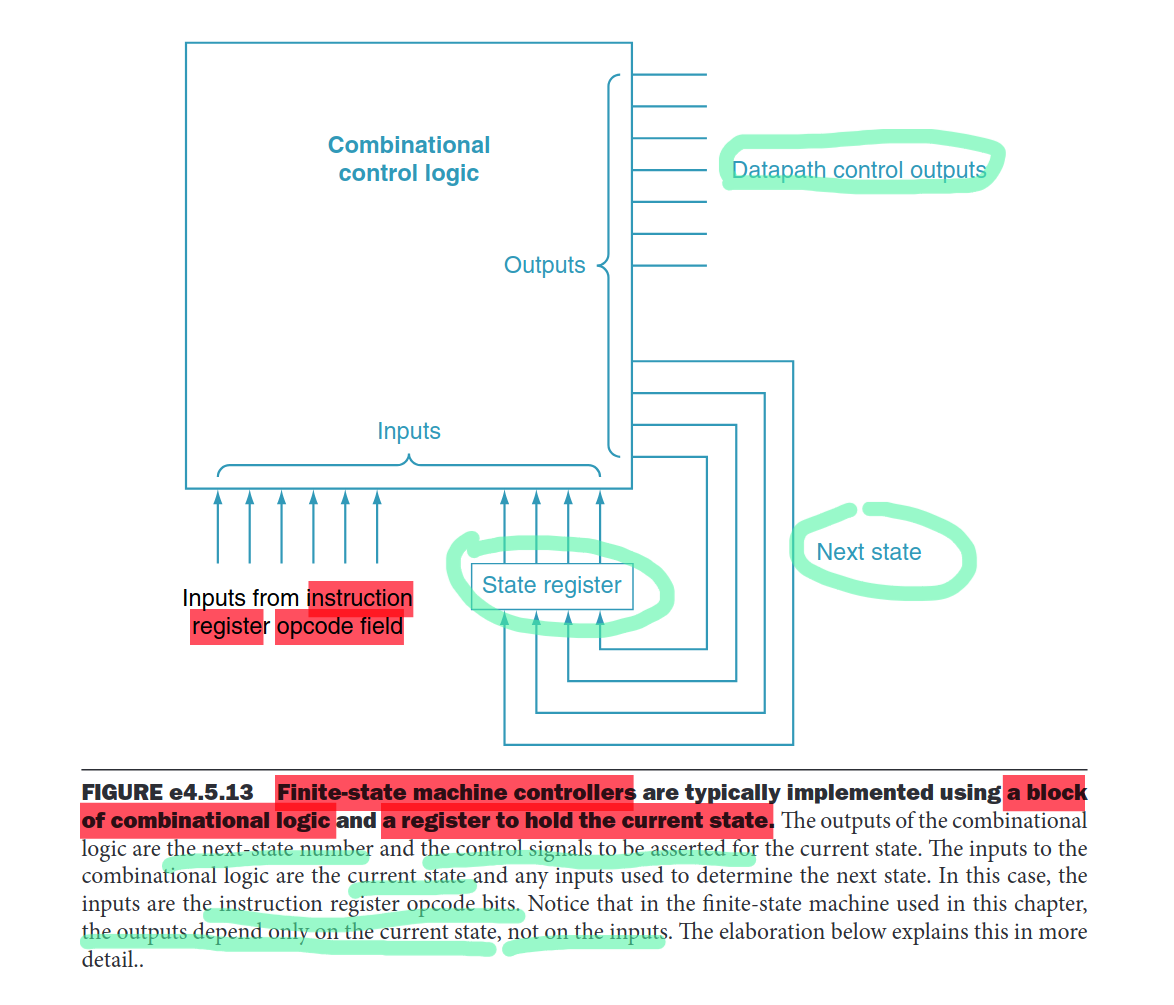 Combinational
control logic
Datapath control outputs
Outputs
Inputs
Next state
State register
Inputs from instruction
register opcode field
FIGURE e4.5.13 Finite-state machine controllers are typically implemented using a block
of combinational logic and a register to hold the current state. The outputs of the combinational
logic are the next-state number and the control signals to be asserted for the current state. The inputs to the
combinational logic are the current state and any inputs used to determine the next state. In this case, the
inputs are the instruction register opcode bits. Notice that in the finite-state machine used in this chapter,
the outputs depend only on the current state, not on the inputs. The elaboration below explains this in more
detail..